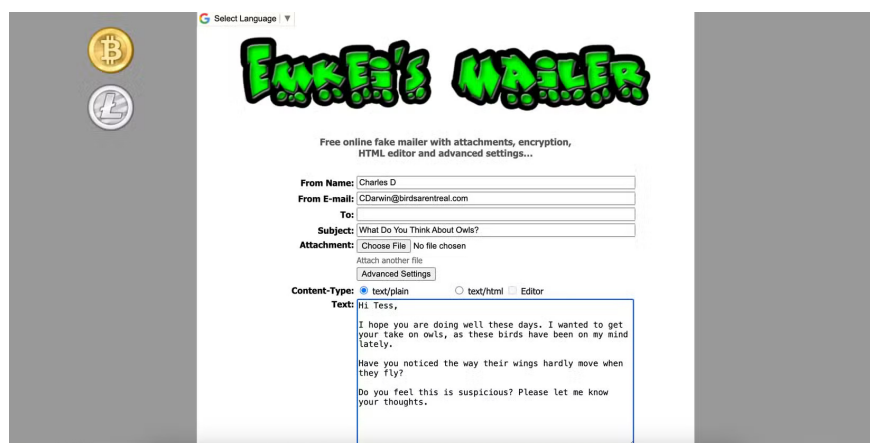 Select Language ▼
EMKEI'S MAILER
Free online fake mailer with attachments, encryption,
HTML editor and advanced settings...
From Name: Charles D
From E-mail: CDarwin@birdsarentreal.com
To:
Subject: What Do You Think About Owls?
Attachment: Choose File No file chosen
Attach another file
Advanced Settings
Content-Type: text/plain text/html Editor
Text: Hi Tess,
I hope you are doing well these days. I wanted to get
your take on owls, as these birds have been on my mind
lately.
Have you noticed the way their wings hardly move when
they fly?
Do you feel this is suspicious? Please let me know
your thoughts.